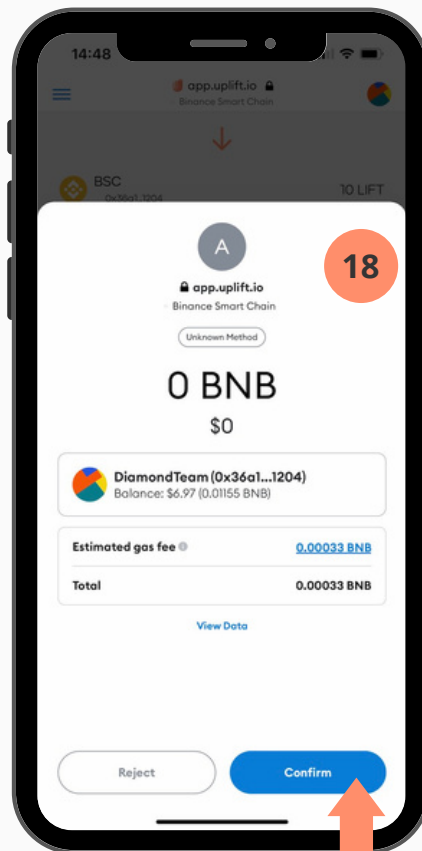 14:48
app.uplift.io
Binance Smart Chain
BSC
0x36a1...1204
10 LIFT
A
18
app.uplift.io
Binance Smart Chain
Unknown Method
0 BNB
$0
DiamondTeam (0x36a1...1204)
Balance: $6.97 (0.01155 BNB)
Estimated gas fee
0.00033 BNB
Total
0.00033 BNB
View Data
Reject
Confirm